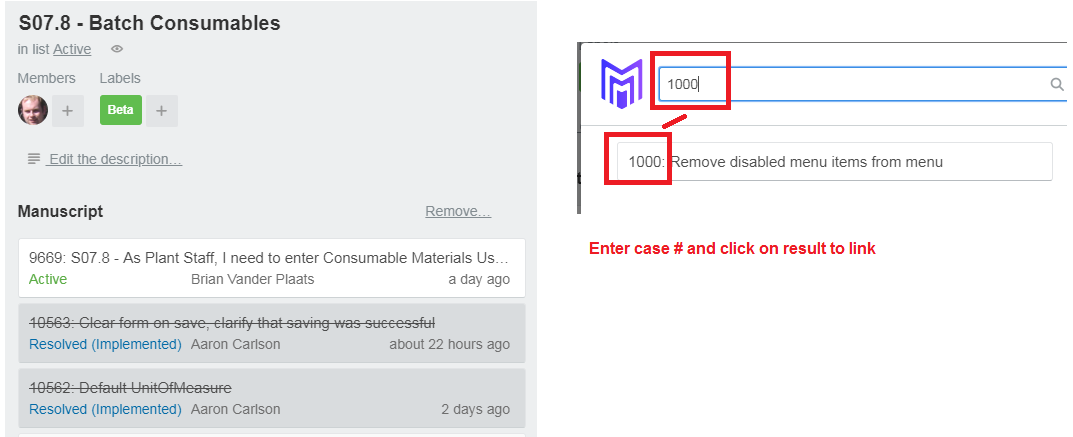 S07.8 - Batch Consumables
in list Active
Members Labels
+ Beta +
Edit the description…
Manuscript Remove…
9669: S07.8 - As Plant Staff, I need to enter Consumable Materials Us…
Active Brian Vander Plaats a day ago
10563: Clear form on save, clarify that saving was successful
Resolved (Implemented) Aaron Carlson about 22 hours ago
10562: Default UnitOfMeasure
Resolved (Implemented) Aaron Carlson 2 days ago
1000
1000: Remove disabled menu items from menu
Enter case # and click on result to link